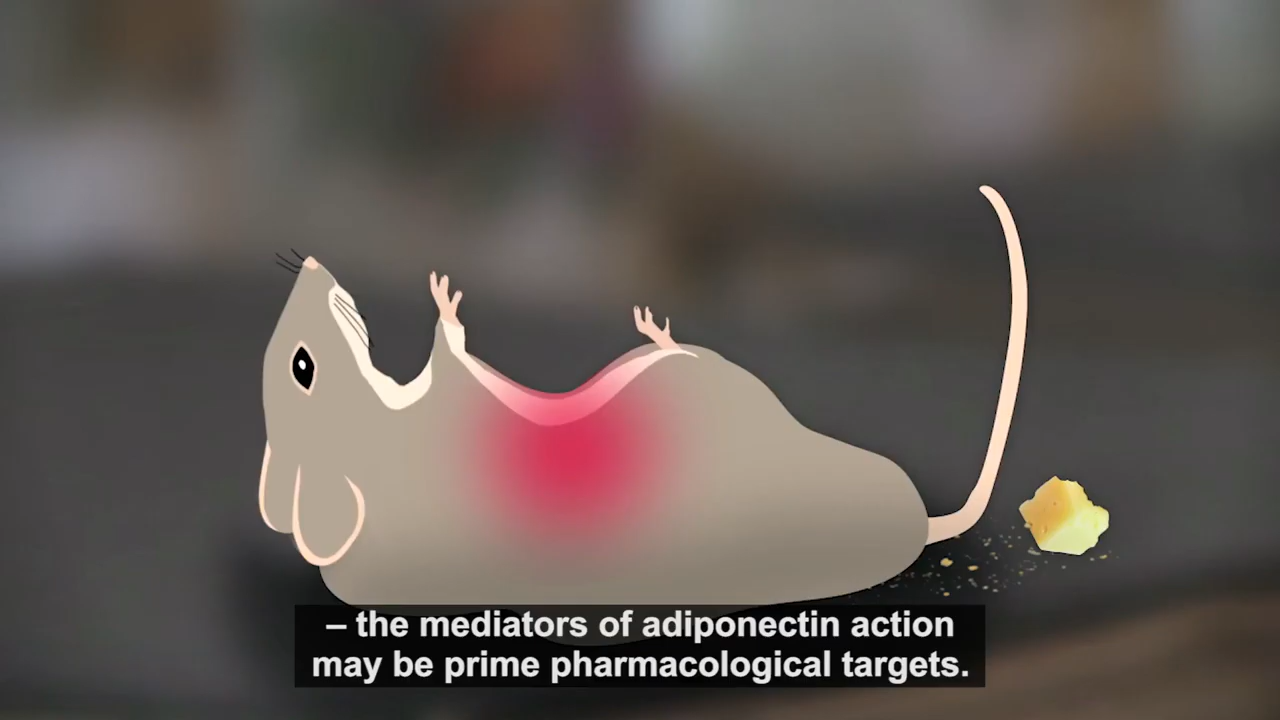 – the mediators of adiponectin action
may be prime pharmacological targets.